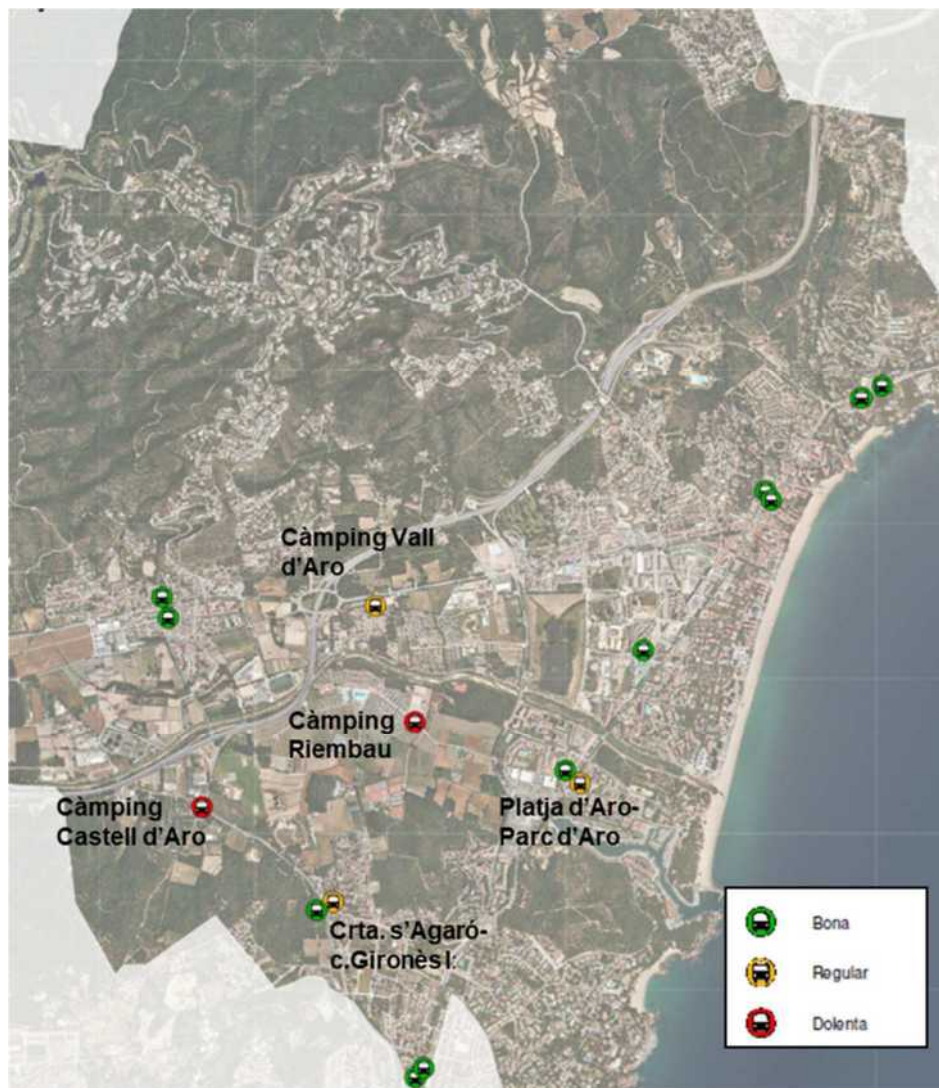 Càmping Vall
d'Aro
Càmping
Riembau
Càmping
Castell d'Aro
Platja d'Aro-
Parc d'Aro
Crta. s'Agaró-
c.Gironès I:
Bona
Regular
Dolenta